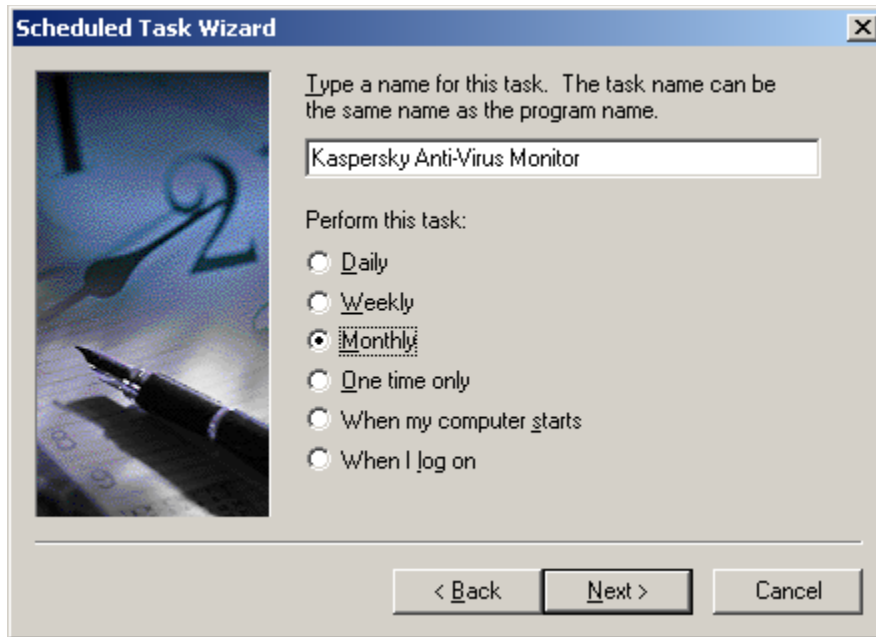 Scheduled Task Wizard
Type a name for this task. The task name can be
the same name as the program name.
Kaspersky Anti-Virus Monitor
Perform this task:
Daily
Weekly
Monthly
One time only
When my computer starts
When I log on
< Back Next > Cancel